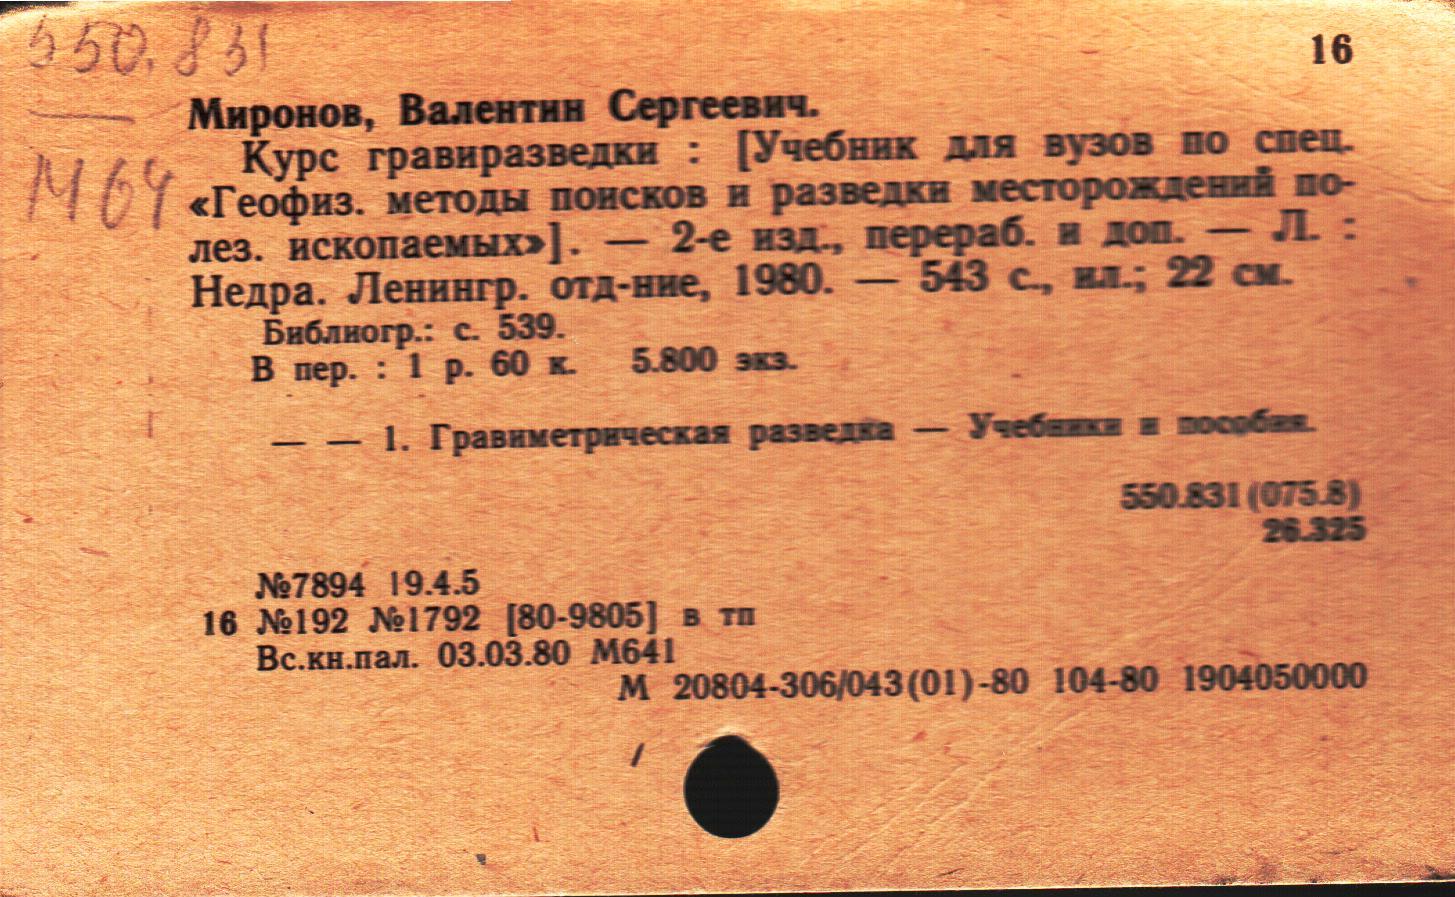 550.831
16
М64
Миронов, Валентин Сергеевич.
Курс гравиразведки : [Учебник для вузов по спец.
«Геофиз. методы поисков и разведки месторождений по-
лез. ископаемых»]. — 2-е изд., перераб. и доп. — Л. :
Недра. Ленингр. отд-ние, 1980. — 543 с., ил.; 22 см.
Библиогр.: с. 539.
В пер. : 1 р. 60 к. 5.800 экз.
— — 1. Гравиметрическая разведка — Учебники и пособия.
550.831(075.8)
26.325
№7894 19.4.5
16 №192 №1792 [80-9805] в тп
Вс.кн.пал. 03.03.80 М641
М 20804-306/043(01)-80 104-80 1904050000